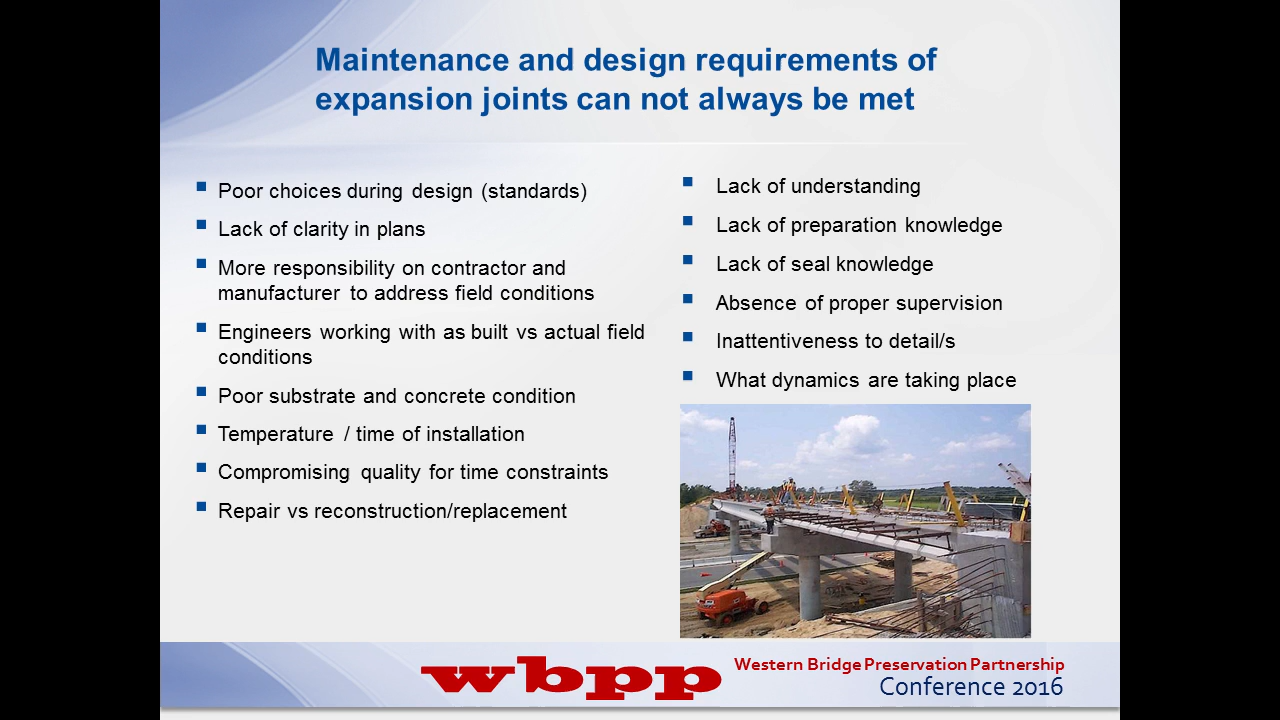 Maintenance and design requirements of
expansion joints can not always be met
Poor choices during design (standards)
Lack of clarity in plans
More responsibility on contractor and
manufacturer to address field conditions
Engineers working with as built vs actual field
conditions
Poor substrate and concrete condition
Temperature / time of installation
Compromising quality for time constraints
Repair vs reconstruction/replacement
Lack of understanding
Lack of preparation knowledge
Lack of seal knowledge
Absence of proper supervision
Inattentiveness to detail/s
What dynamics are taking place
wbpp
Western Bridge Preservation Partnership
Conference 2016